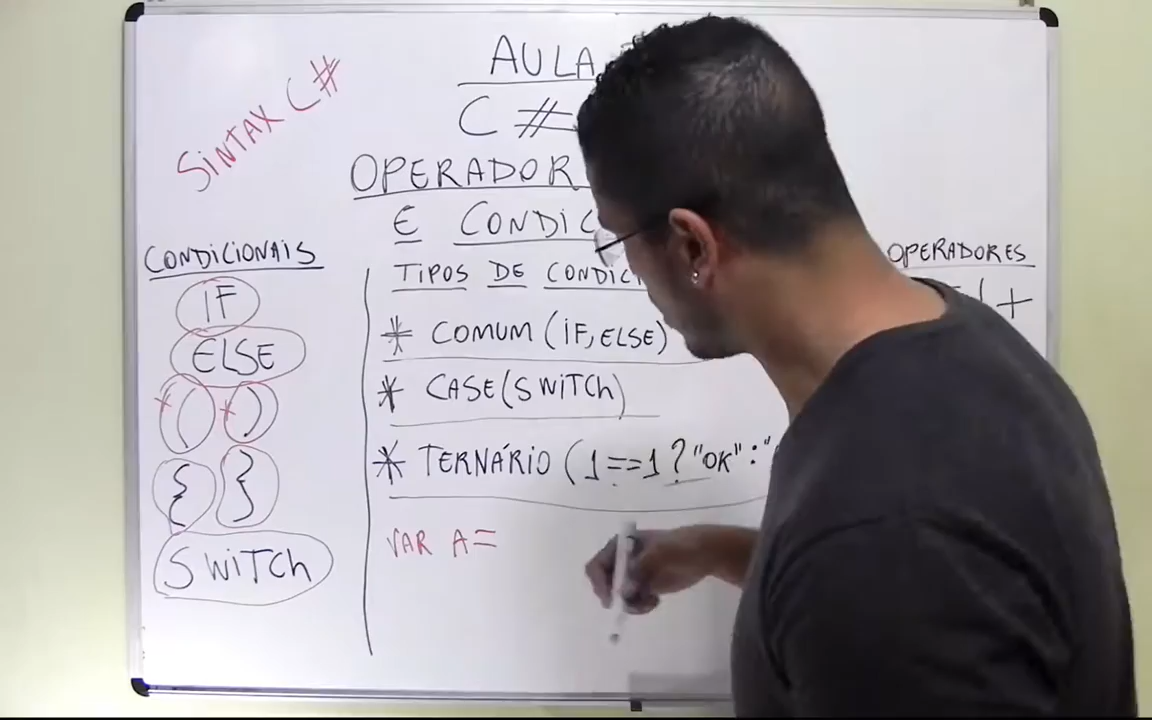 SINTAX C#
AULA
C #
OPERADOR
E CONDIC
TIPOS DE CONDIC
* COMUM (IF, ELSE)
* CASE (SWITCH)
* TERNÁRIO (1==1 ? "OK" : "
VAR A =
CONDICIONAIS
IF
ELSE
( )
{ }
SWITCH
OPERADORES
+